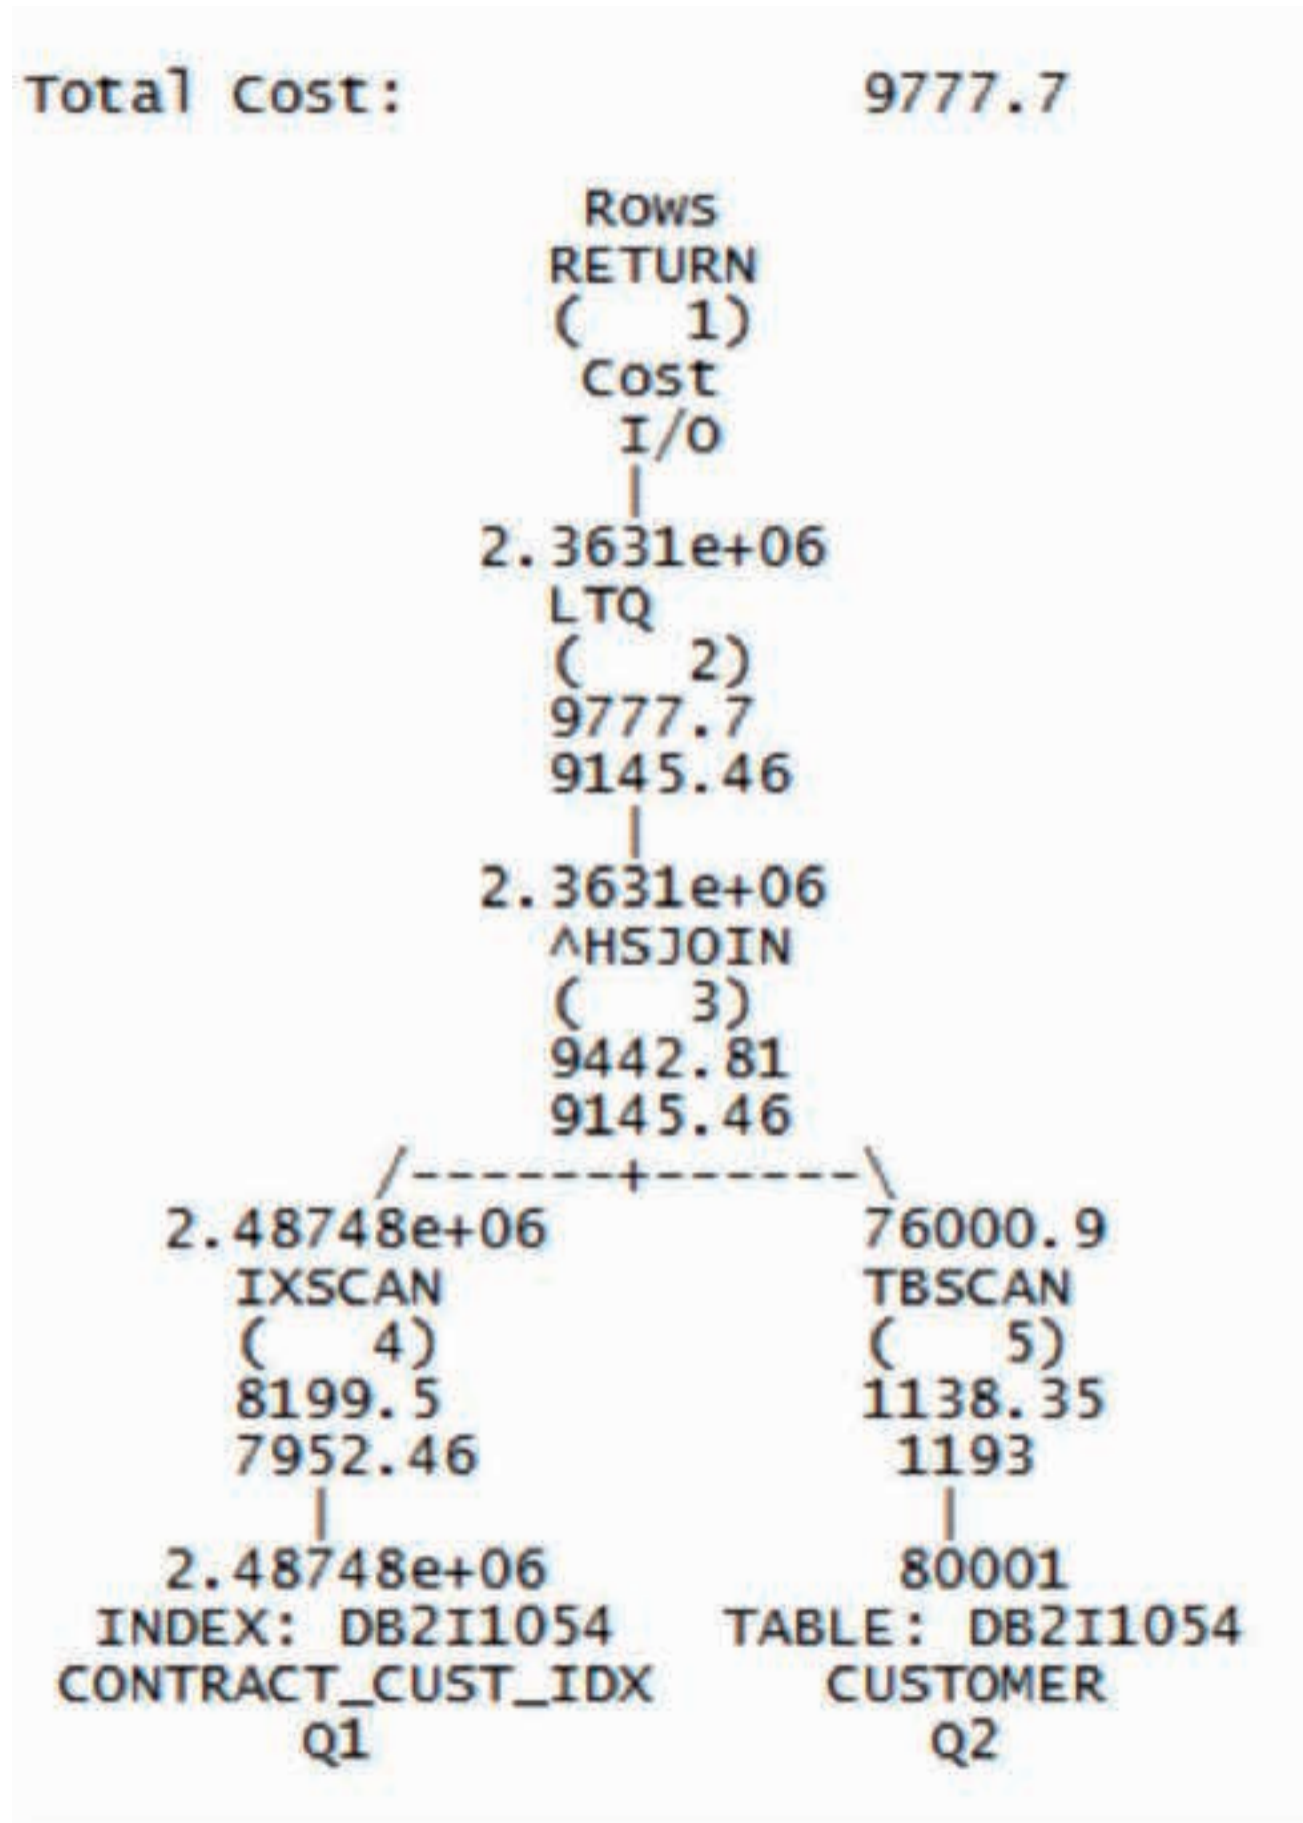 Total Cost: 9777.7
Rows
RETURN
( 1)
Cost
I/O
|
2.3631e+06
LTQ
( 2)
9777.7
9145.46
|
2.3631e+06
^HSJOIN
( 3)
9442.81
9145.46
/------+------\
2.48748e+06 76000.9
IXSCAN TBSCAN
( 4) ( 5)
8199.5 1138.35
7952.46 1193
| |
2.48748e+06 80001
INDEX: DB2I1054 TABLE: DB2I1054
CONTRACT_CUST_IDX CUSTOMER
Q1 Q2